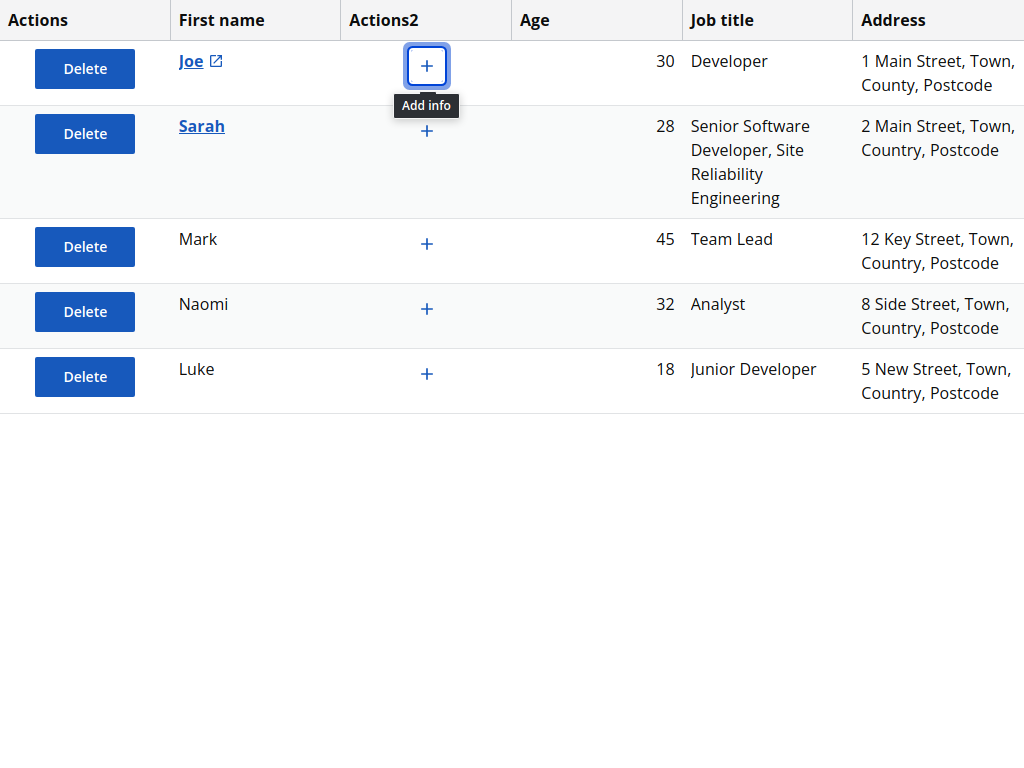 Actions First name Actions2 Age Job title Address
Delete Joe 30 Developer 1 Main Street, Town,
County, Postcode
Add info
Delete Sarah 28 Senior Software 2 Main Street, Town,
Developer, Site Country, Postcode
Reliability
Engineering
Delete Mark 45 Team Lead 12 Key Street, Town,
Country, Postcode
Delete Naomi 32 Analyst 8 Side Street, Town,
Country, Postcode
Delete Luke 18 Junior Developer 5 New Street, Town,
Country, Postcode